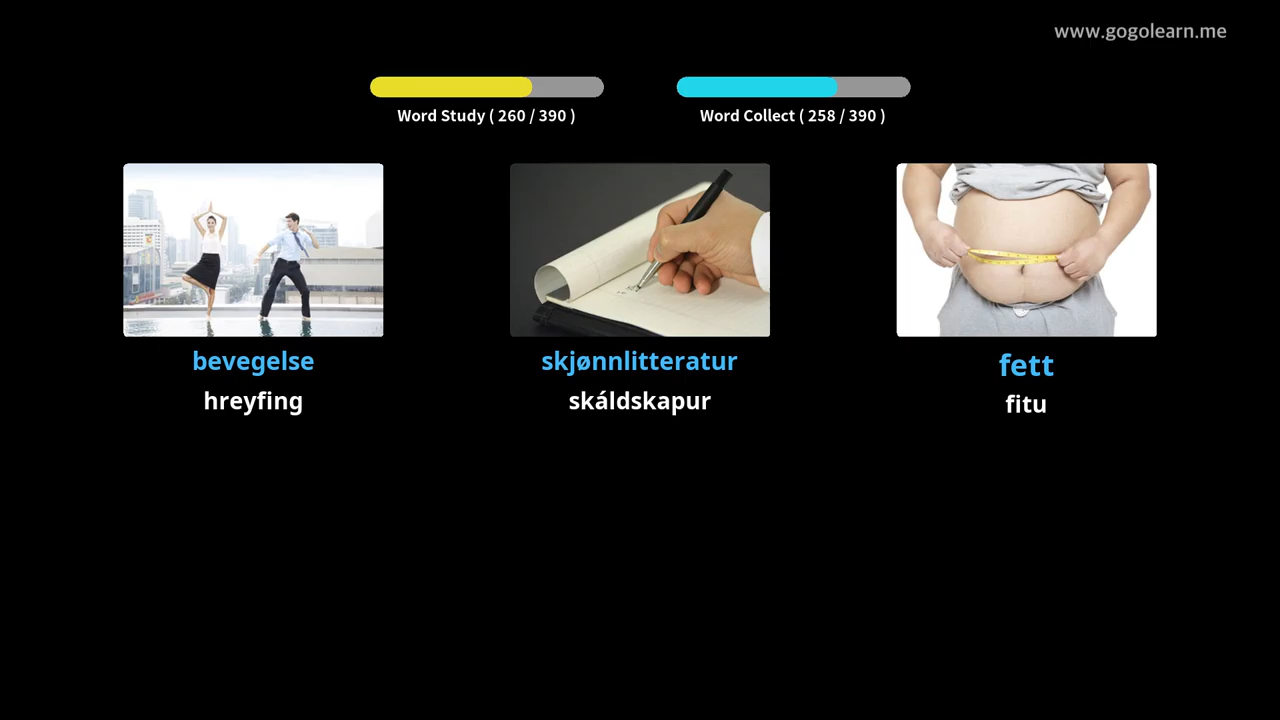 www.gogolearn.me
Word Study ( 260 / 390 )
Word Collect ( 258 / 390 )
bevegelse
hreyfing
skjønnlitteratur
skáldskapur
fett
fitu